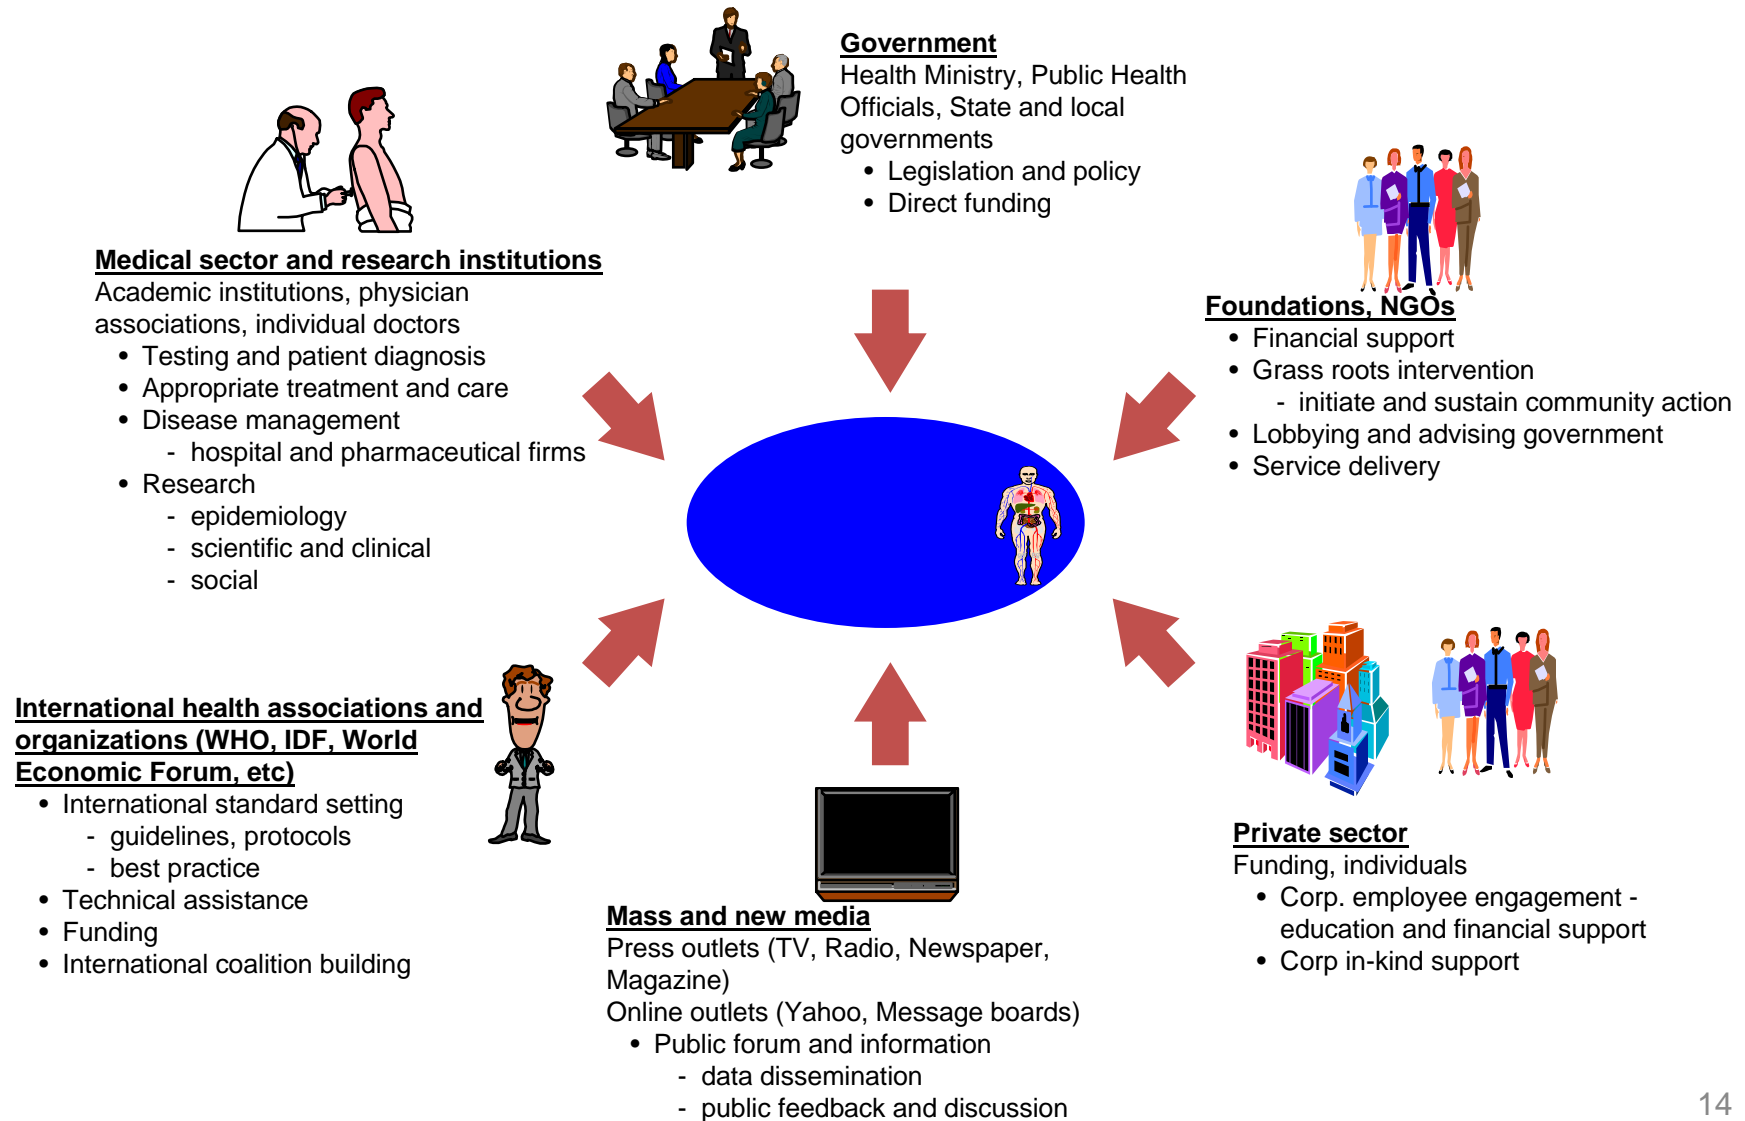 Government
Health Ministry, Public Health
Officials, State and local
governments
• Legislation and policy
• Direct funding
Medical sector and research institutions
Academic institutions, physician
associations, individual doctors
• Testing and patient diagnosis
• Appropriate treatment and care
• Disease management
- hospital and pharmaceutical firms
• Research
- epidemiology
- scientific and clinical
- social
Foundations, NGOs
• Financial support
• Grass roots intervention
- initiate and sustain community action
• Lobbying and advising government
• Service delivery
International health associations and
organizations (WHO, IDF, World
Economic Forum, etc)
• International standard setting
- guidelines, protocols
- best practice
• Technical assistance
• Funding
• International coalition building
Mass and new media
Press outlets (TV, Radio, Newspaper,
Magazine)
Online outlets (Yahoo, Message boards)
• Public forum and information
- data dissemination
- public feedback and discussion
Private sector
Funding, individuals
• Corp. employee engagement -
education and financial support
• Corp in-kind support
14